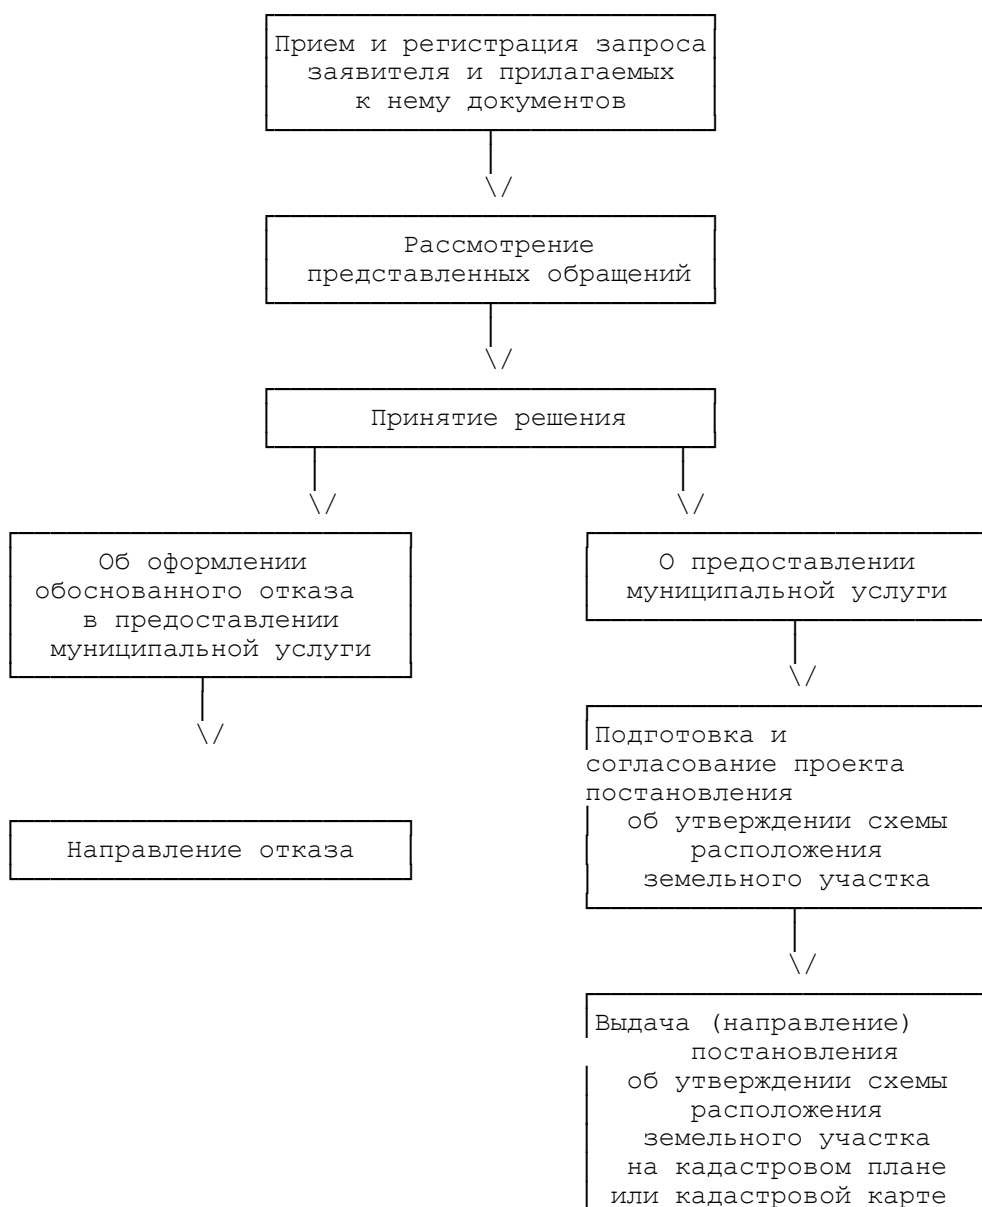 Прием и регистрация запроса
заявителя и прилагаемых
к нему документов
Рассмотрение
представленных обращений
Принятие решения
Об оформлении
обоснованного отказа
в предоставлении
муниципальной услуги
Направление отказа
О предоставлении
муниципальной услуги
Подготовка и
согласование проекта
постановления
об утверждении схемы
расположения
земельного участка
Выдача (направление)
постановления
об утверждении схемы
расположения
земельного участка
на кадастровом плане
или кадастровой карте